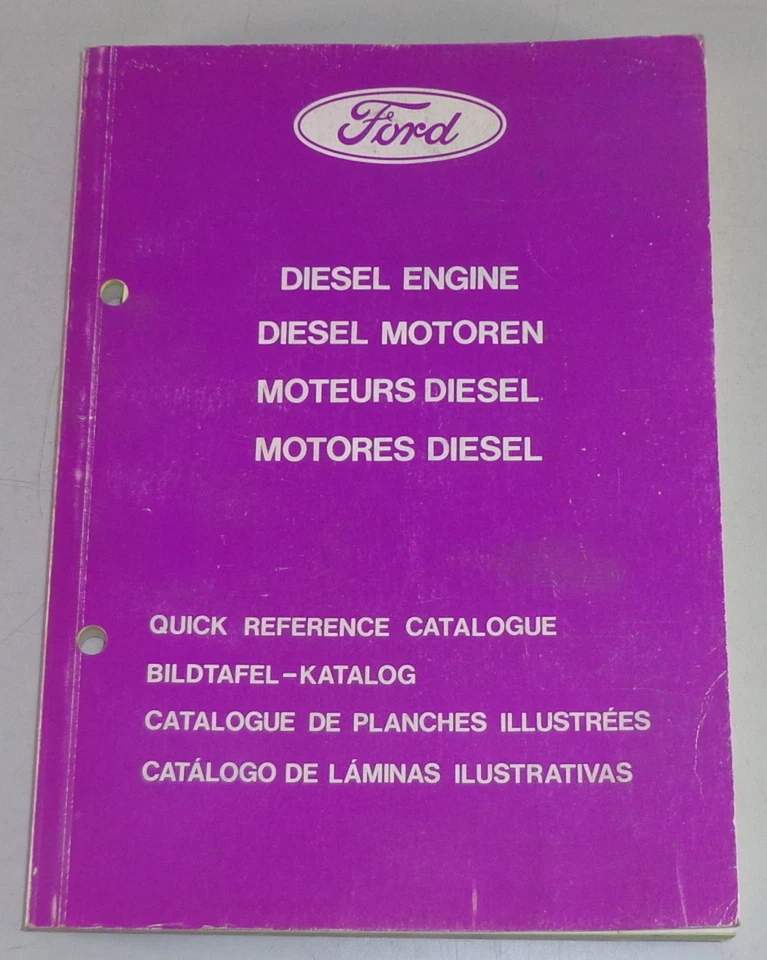 Ford
DIESEL ENGINE
DIESEL MOTOREN
MOTEURS DIESEL
MOTORES DIESEL
QUICK REFERENCE CATALOGUE
BILDTAFEL-KATALOG
CATALOGUE DE PLANCHES ILLUSTRÉES
CATÁLOGO DE LÁMINAS ILUSTRATIVAS